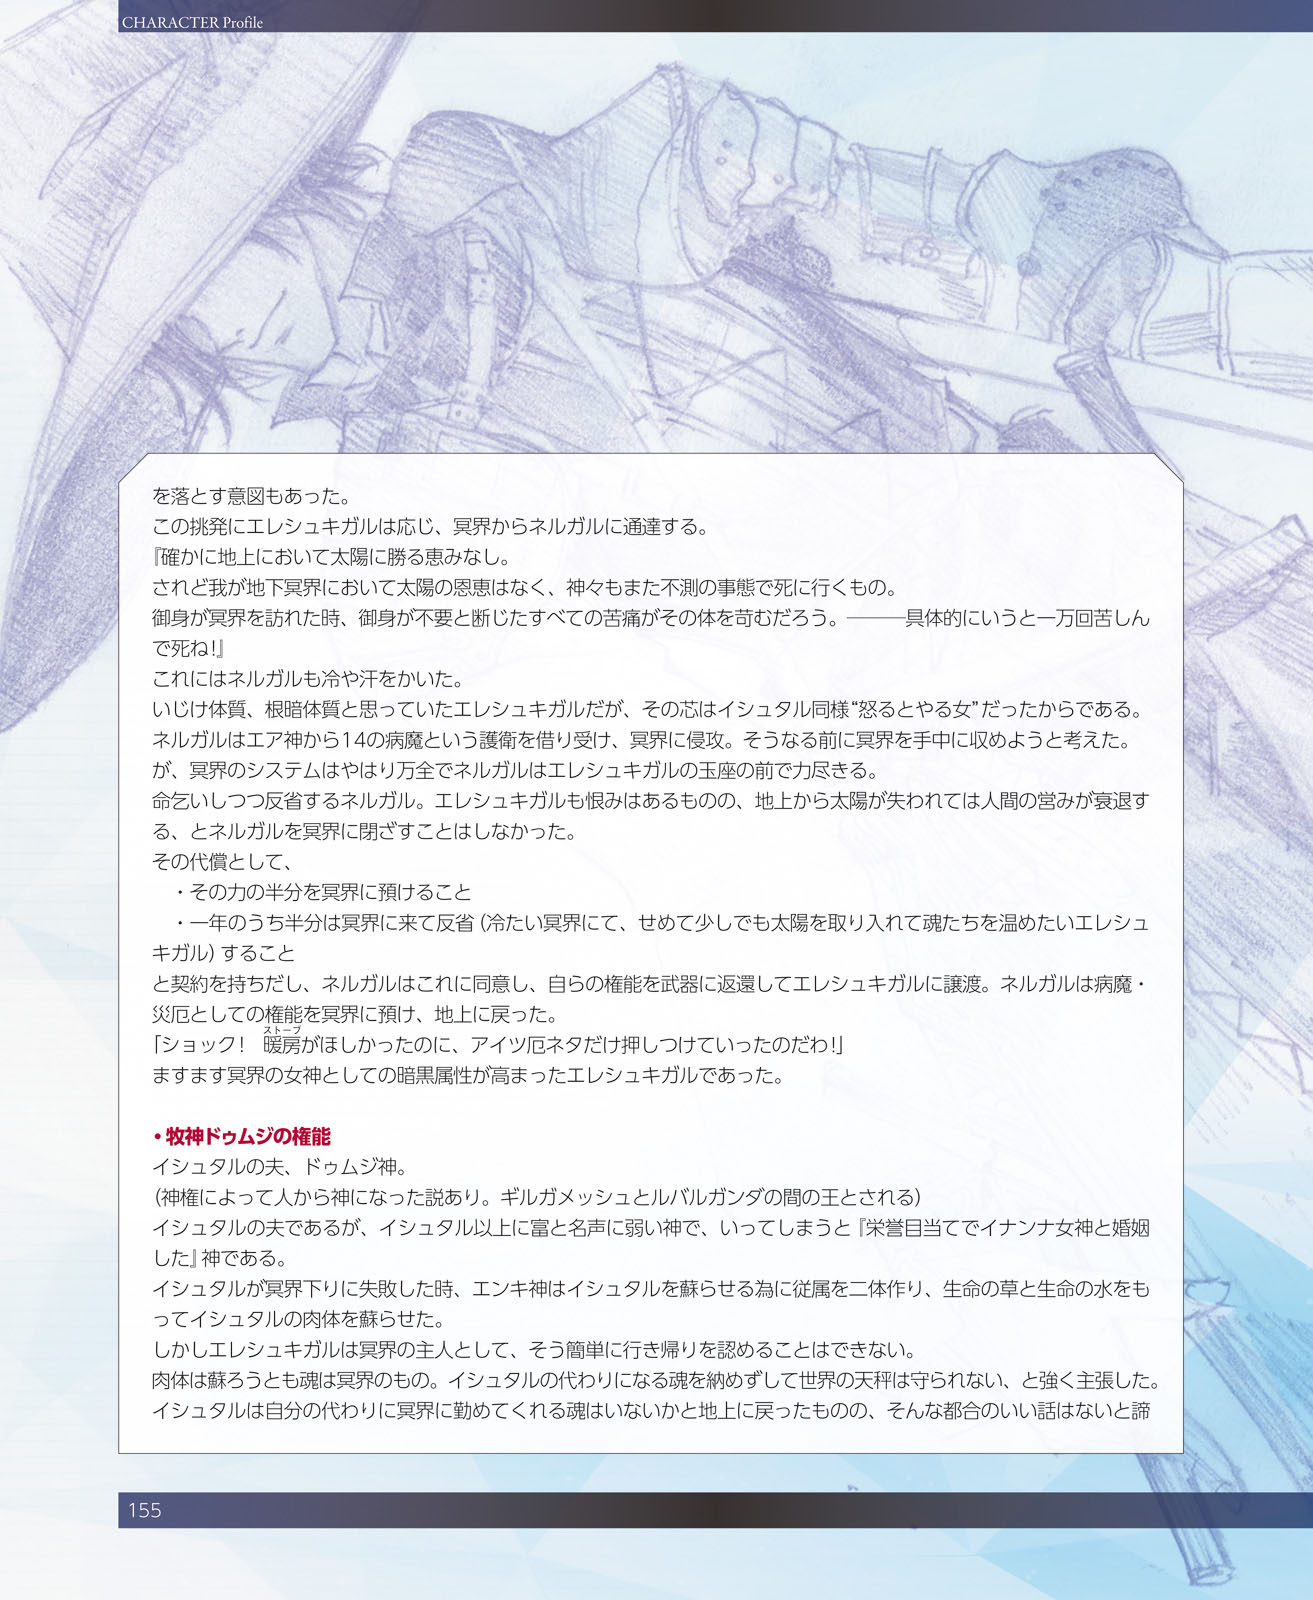 CHARACTER Profile
を落とす意図もあった。
この挑発にエレシュキガルは応じ、冥界からネルガルに通達する。
『確かに地上において太陽に勝る恵みなし。
されど我が地下冥界において太陽の恩恵はなく、神々もまた不測の事態で死に行くもの。
御身が冥界を訪れた時、御身が不要と断じたすべての苦痛がその体を苛むだろう。———具体的にいうと一万回苦しん
で死ね!』
これにはネルガルも冷や汗をかいた。
いじけ体質、根暗体質と思っていたエレシュキガルだが、その芯はイシュタル同様“怒るとやる女”だったからである。
ネルガルはエア神から14の病魔という護衛を借り受け、冥界に侵攻。そうなる前に冥界を手中に収めようと考えた。
が、冥界のシステムはやはり万全でネルガルはエレシュキガルの玉座の前で力尽きる。
命乞いしつつ反省するネルガル。エレシュキガルも恨みはあるものの、地上から太陽が失われては人間の営みが衰退す
る、とネルガルを冥界に閉ざすことはしなかった。
その代償として、
・その力の半分を冥界に預けること
・一年のうち半分は冥界に来て反省（冷たい冥界にて、せめて少しでも太陽を取り入れて魂たちを温めたいエレシュ
キガル）すること
と契約を持ちだし、ネルガルはこれに同意し、自らの権能を武器に返還してエレシュキガルに譲渡。ネルガルは病魔・
災厄としての権能を冥界に預け、地上に戻った。
ストーブ
「ショック！　暖房がほしかったのに、アイツ厄ネタだけ押しつけていったのだわ!」
ますます冥界の女神としての暗黒属性が高まったエレシュキガルであった。
・牧神ドゥムジの権能
イシュタルの夫、ドゥムジ神。
（神権によって人から神になった説あり。ギルガメッシュとルバルガンダの間の王とされる）
イシュタルの夫であるが、イシュタル以上に富と名声に弱い神で、いってしまうと『栄誉目当てでイナンナ女神と婚姻
した』神である。
イシュタルが冥界下りに失敗した時、エンキ神はイシュタルを蘇らせる為に従属を二体作り、生命の草と生命の水をも
ってイシュタルの肉体を蘇らせた。
しかしエレシュキガルは冥界の主人として、そう簡単に行き帰りを認めることはできない。
肉体は蘇ろうとも魂は冥界のもの。イシュタルの代わりになる魂を納めずして世界の天秤は守られない、と強く主張した。
イシュタルは自分の代わりに冥界に勤めてくれる魂はいないかと地上に戻ったものの、そんな都合のいい話はないと諦
155